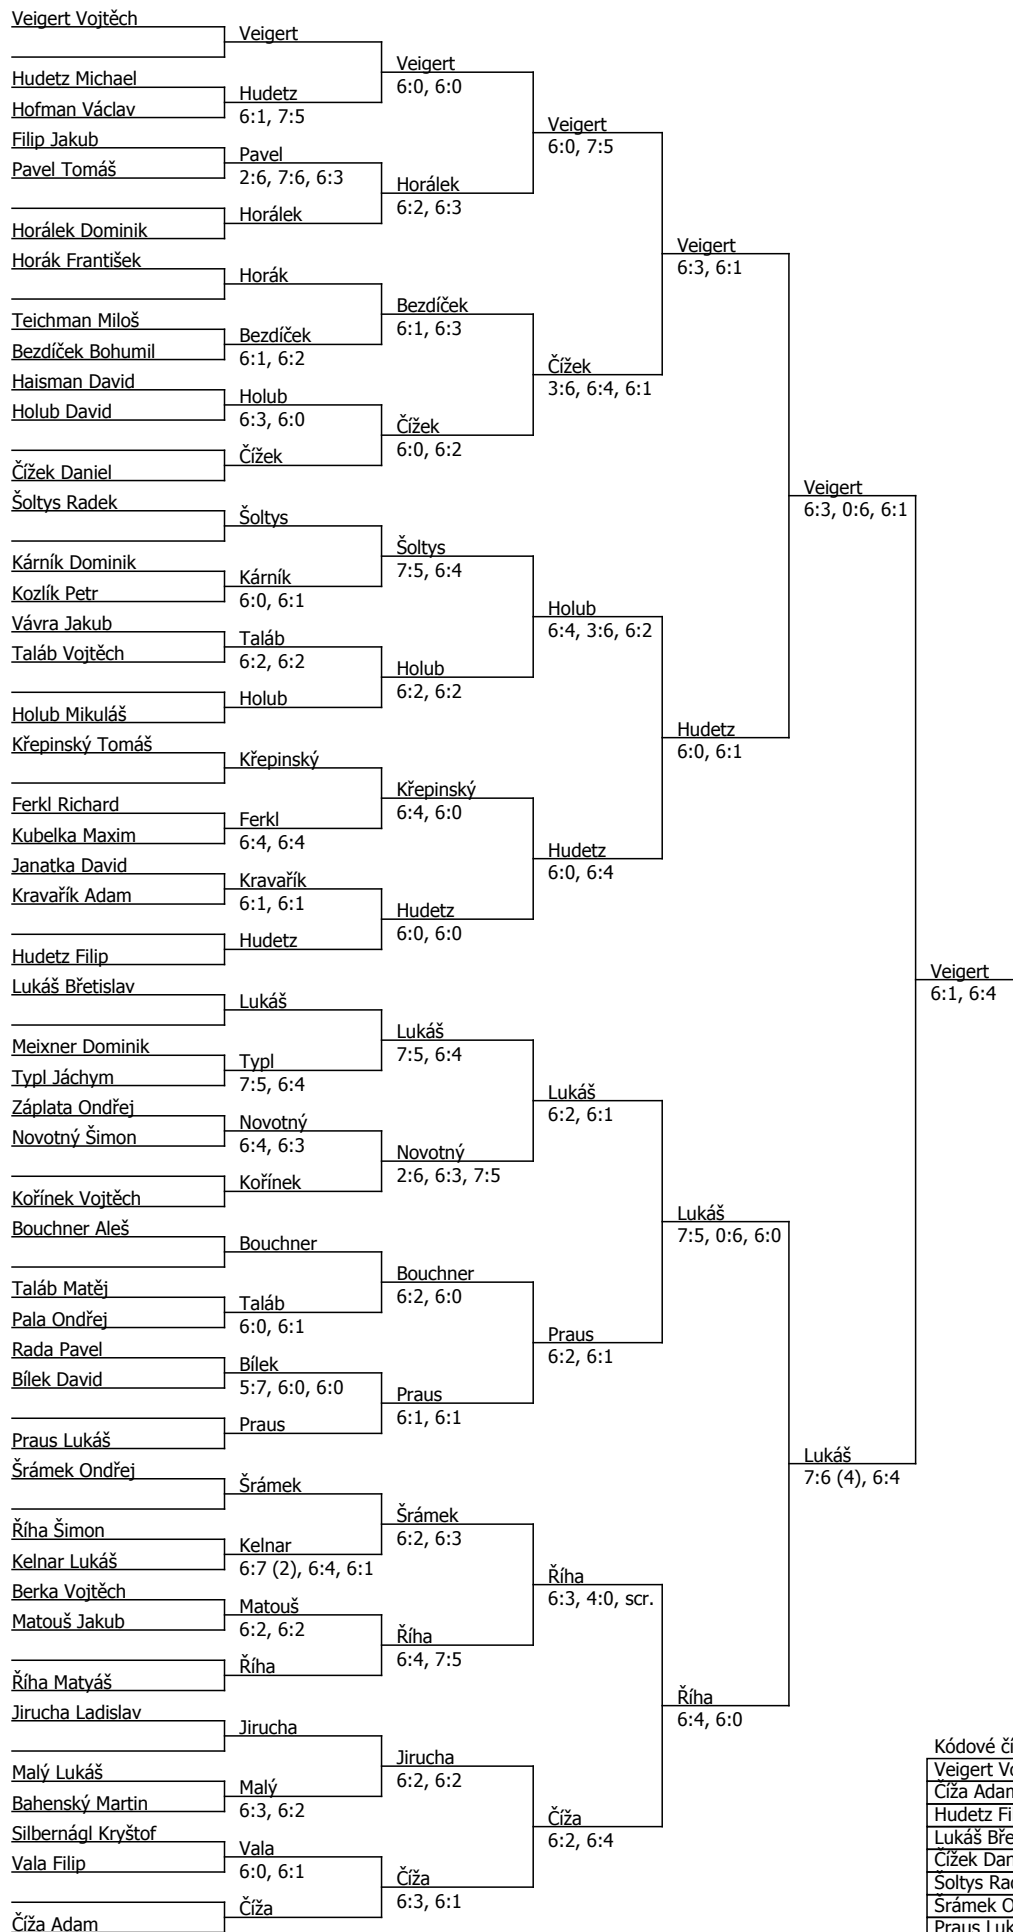 Veigert Vojtěch
Hudetz Michael
Hofman Václav
Filip Jakub
Pavel Tomáš
Horálek Dominik
Horák František
Teichman Miloš
Bezdíček Bohumil
Haisman David
Holub David
Čížek Daniel
Šoltys Radek
Kárník Dominik
Kozlík Petr
Vávra Jakub
Taláb Vojtěch
Holub Mikuláš
Křepinský Tomáš
Ferkl Richard
Kubelka Maxim
Janatka David
Kravařík Adam
Hudetz Filip
Lukáš Břetislav
Meixner Dominik
Typl Jáchym
Záplata Ondřej
Novotný Šimon
Kořínek Vojtěch
Bouchner Aleš
Taláb Matěj
Pala Ondřej
Rada Pavel
Bílek David
Praus Lukáš
Šrámek Ondřej
Říha Šimon
Kelnar Lukáš
Berka Vojtěch
Matouš Jakub
Říha Matyáš
Jirucha Ladislav
Malý Lukáš
Bahenský Martin
Silbernágl Kryštof
Vala Filip
Číža Adam
Veigert
Hudetz
6:1, 7:5
Pavel
2:6, 7:6, 6:3
Horálek
Horák
Bezdíček
6:1, 6:2
Holub
6:3, 6:0
Čížek
Šoltys
Kárník
6:0, 6:1
Taláb
6:2, 6:2
Holub
Křepinský
Ferkl
6:4, 6:4
Kravařík
6:1, 6:1
Hudetz
Lukáš
Typl
7:5, 6:4
Novotný
6:4, 6:3
Kořínek
Bouchner
Taláb
6:0, 6:1
Bílek
5:7, 6:0, 6:0
Praus
Šrámek
Kelnar
6:7 (2), 6:4, 6:1
Matouš
6:2, 6:2
Říha
Jirucha
Malý
6:3, 6:2
Vala
6:0, 6:1
Číža
Veigert
6:0, 6:0
Horálek
6:2, 6:3
Bezdíček
6:1, 6:3
Čížek
6:0, 6:2
Šoltys
7:5, 6:4
Holub
6:2, 6:2
Křepinský
6:4, 6:0
Hudetz
6:0, 6:0
Lukáš
7:5, 6:4
Novotný
2:6, 6:3, 7:5
Bouchner
6:2, 6:0
Praus
6:1, 6:1
Šrámek
6:2, 6:3
Říha
6:4, 7:5
Jirucha
6:2, 6:2
Číža
6:3, 6:1
Veigert
6:0, 7:5
Čížek
3:6, 6:4, 6:1
Holub
6:4, 3:6, 6:2
Hudetz
6:0, 6:4
Lukáš
6:2, 6:1
Praus
6:2, 6:1
Říha
6:3, 4:0, scr.
Číža
6:2, 6:4
Veigert
6:3, 6:1
Hudetz
6:0, 6:1
Lukáš
7:5, 0:6, 6:0
Říha
6:4, 6:0
Veigert
6:3, 0:6, 6:1
Lukáš
7:6 (4), 6:4
Veigert
6:1, 6:4
Kódové
Veigert
Číža
Hudetz
Lukáš
Čížek
Šoltys
Šrámek
Praus